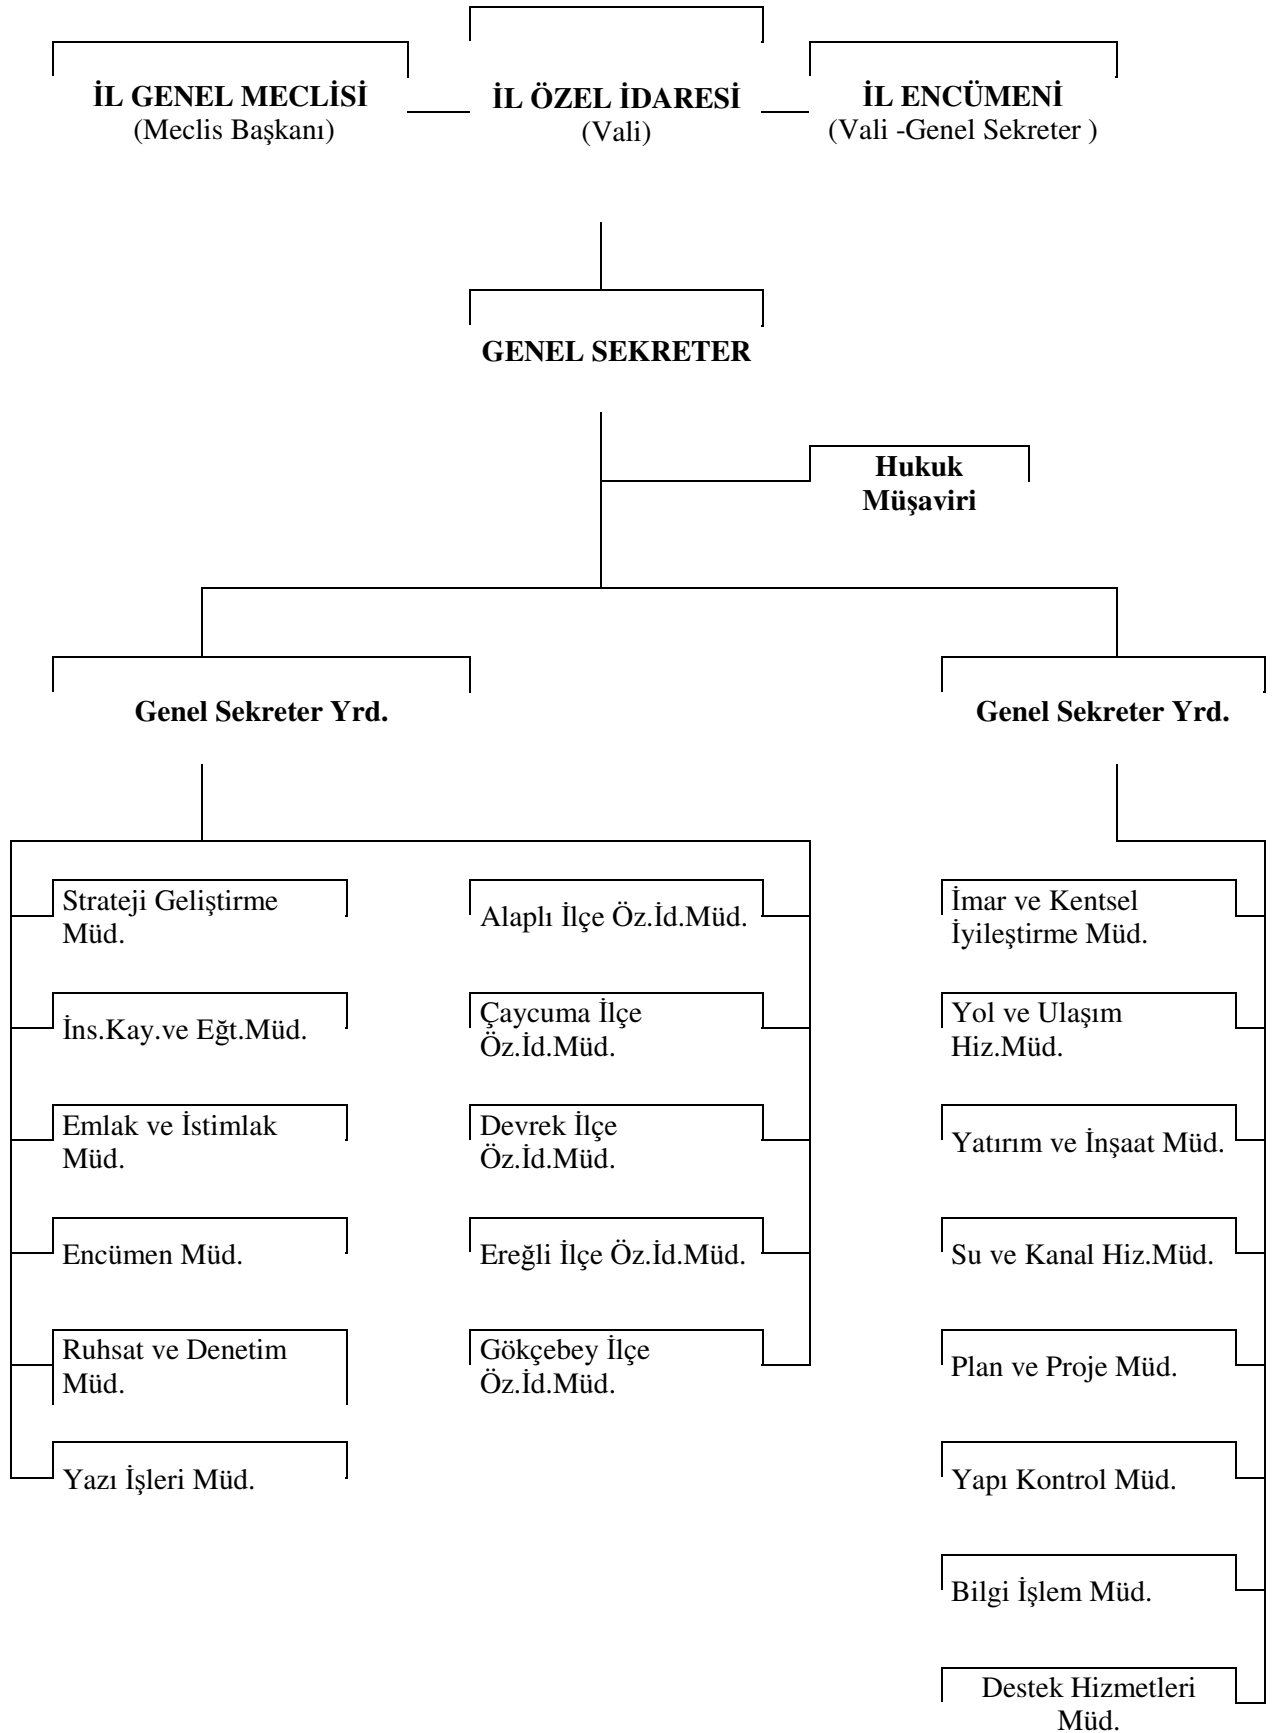 İL GENEL MECLİSİ
(Meclis Başkanı)
İL ÖZEL İDARESİ
(Vali)
İL ENCÜMENİ
(Vali -Genel Sekreter )
GENEL SEKRETER
Hukuk
Müşaviri
Genel Sekreter Yrd.
Genel Sekreter Yrd.
Strateji Geliştirme
Müd.
İns.Kay.ve Eğt.Müd.
Emlak ve İstimlak
Müd.
Encümen Müd.
Ruhsat ve Denetim
Müd.
Yazı İşleri Müd.
Alaplı İlçe Öz.İd.Müd.
Çaycuma İlçe
Öz.İd.Müd.
Devrek İlçe
Öz.İd.Müd.
Ereğli İlçe Öz.İd.Müd.
Gökçebey İlçe
Öz.İd.Müd.
İmar ve Kentsel
İyileştirme Müd.
Yol ve Ulaşım
Hiz.Müd.
Yatırım ve İnşaat Müd.
Su ve Kanal Hiz.Müd.
Plan ve Proje Müd.
Yapı Kontrol Müd.
Bilgi İşlem Müd.
Destek Hizmetleri
Müd.